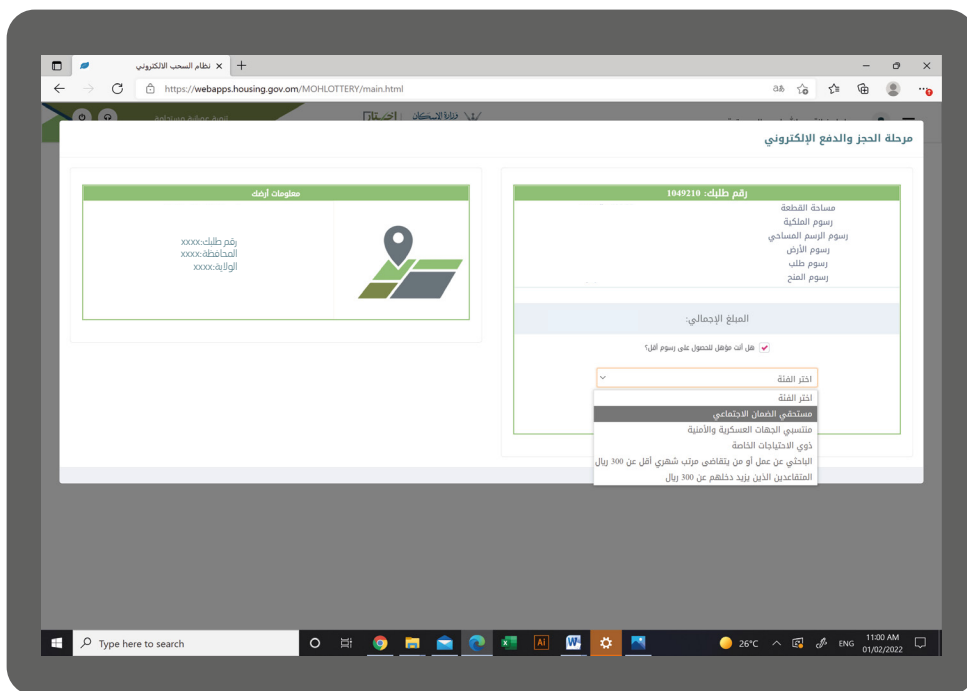 نظام السحب الالكتروني
https://webapps.housing.gov.om/MOHLOTTERY/main.html
وزارة الإسكان
مرحلة الحجز والدفع الإلكتروني
رقم طلبك: 1049210
مساحة القطعة
رسوم الملكية
رسوم الرسم المساحي
رسوم الأرض
رسوم طلب
رسوم المنح
المبلغ الإجمالي:
هل أنت مؤهل للحصول على رسوم أقل؟
اختر الفئة
اختر الفئة
مستحقي الضمان الاجتماعي
منتسبي الجهات العسكرية والأمنية
ذوي الاحتياجات الخاصة
الباحثي عن عمل أو من يتقاضى مرتب شهري أقل عن 300 ريال
المتقاعدين الذين يزيد دخلهم عن 300 ريال
معلومات أرضك
رقم طلبك:xxxx
المحافظة:xxxx
الولاية:xxxx
Type here to search
26°C
ENG
11:00 AM
01/02/2022